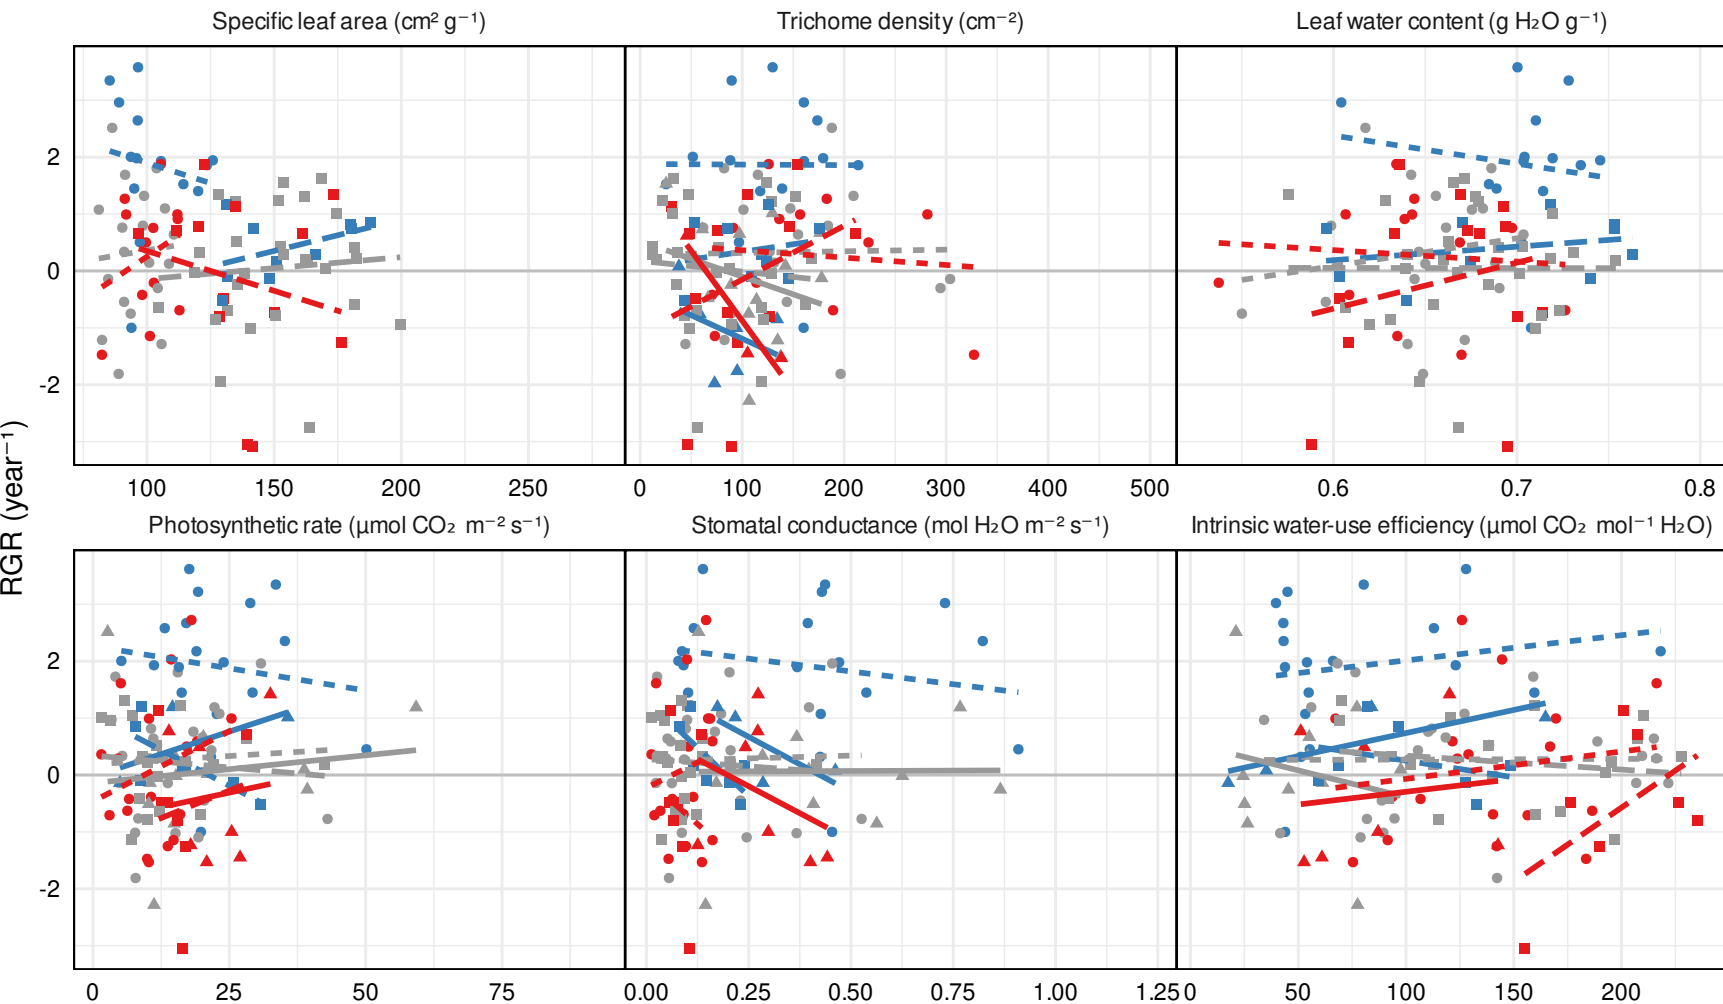 Specific leaf area (cm² g⁻¹)
Trichome density (cm⁻²)
Leaf water content (g H₂O g⁻¹)
2
0
-2
100 150 200 250
0 100 200 300 400 500
0.6 0.7 0.8
RGR (year⁻¹)
Photosynthetic rate (μmol CO₂ m⁻² s⁻¹)
Stomatal conductance (mol H₂O m⁻² s⁻¹)
Intrinsic water-use efficiency (μmol CO₂ mol⁻¹ H₂O)
2
0
-2
0 25 50 75
0.00 0.25 0.50 0.75 1.00 1.25
0 50 100 150 200